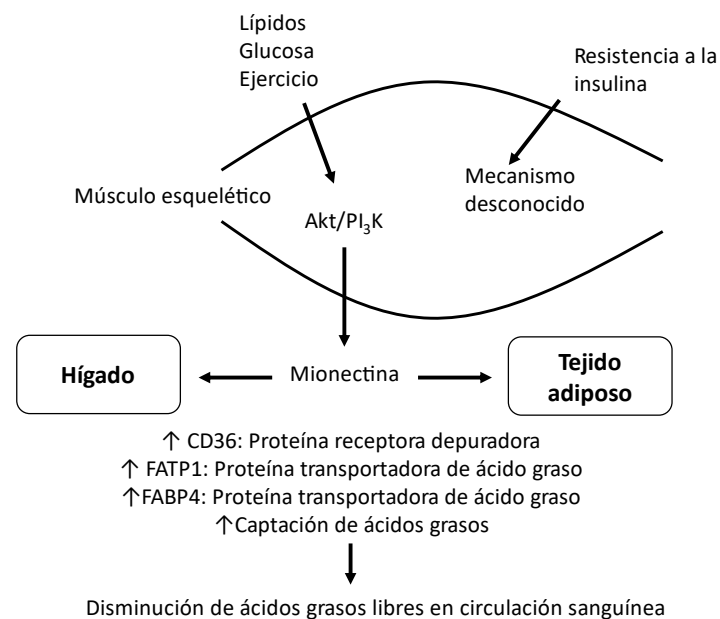 Lípidos
Glucosa
Ejercicio
Resistencia a la
insulina
Músculo esquelético
Mecanismo
desconocido
Akt/PI₃K
Hígado
Mionectina
Tejido
adiposo
↑ CD36: Proteína receptora depuradora
↑ FATP1: Proteína transportadora de ácido graso
↑FABP4: Proteína transportadora de ácido graso
↑Captación de ácidos grasos
Disminución de ácidos grasos libres en circulación sanguínea